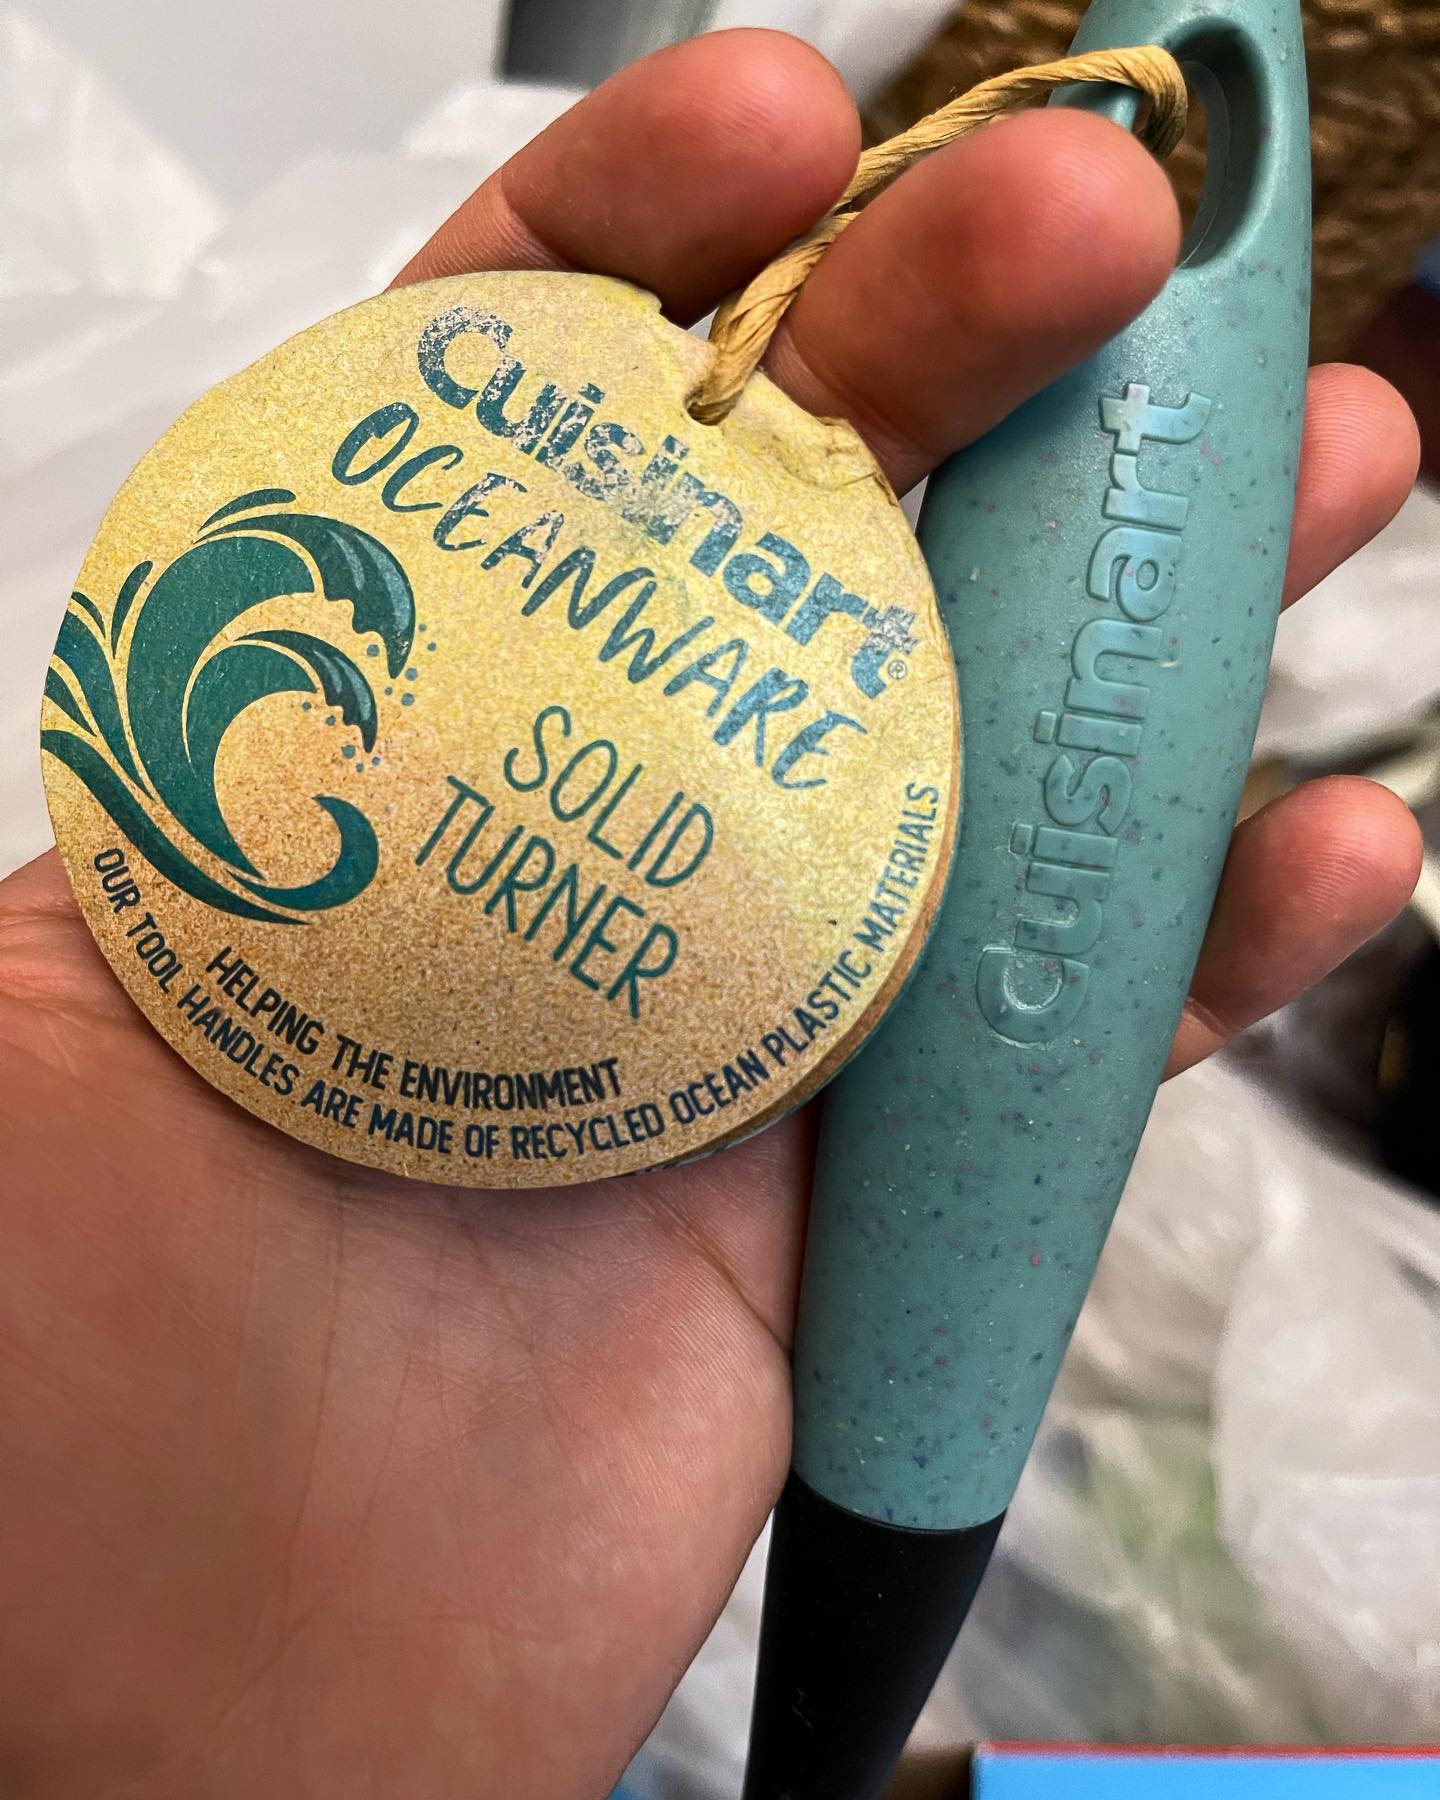 Cuisinart®
OCEANWARE
SOLID
TURNER
HELPING THE ENVIRONMENT
OUR TOOL HANDLES ARE MADE OF RECYCLED OCEAN PLASTIC MATERIALS
Cuisinart